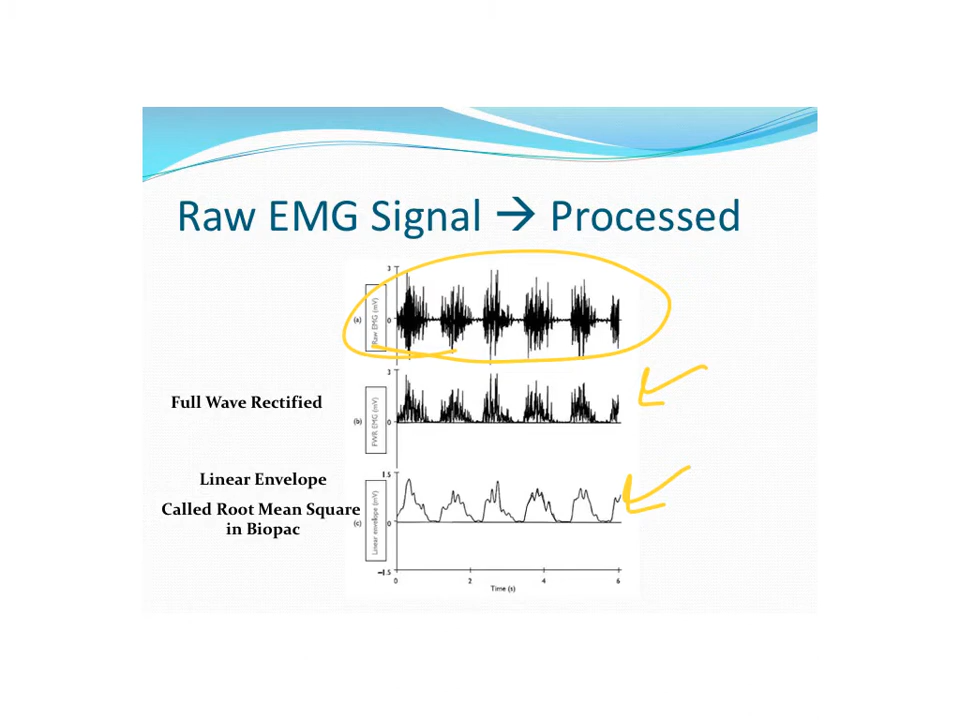 Raw EMG Signal → Processed
3
(a)
Raw EMG (mV)
0
3
Full Wave Rectified
(b)
FWR EMG (mV)
0
1.5
Linear Envelope
Called Root Mean Square
in Biopac
(c)
Linear envelope (mV)
0
−1.5
0 2 4 6
Time (s)